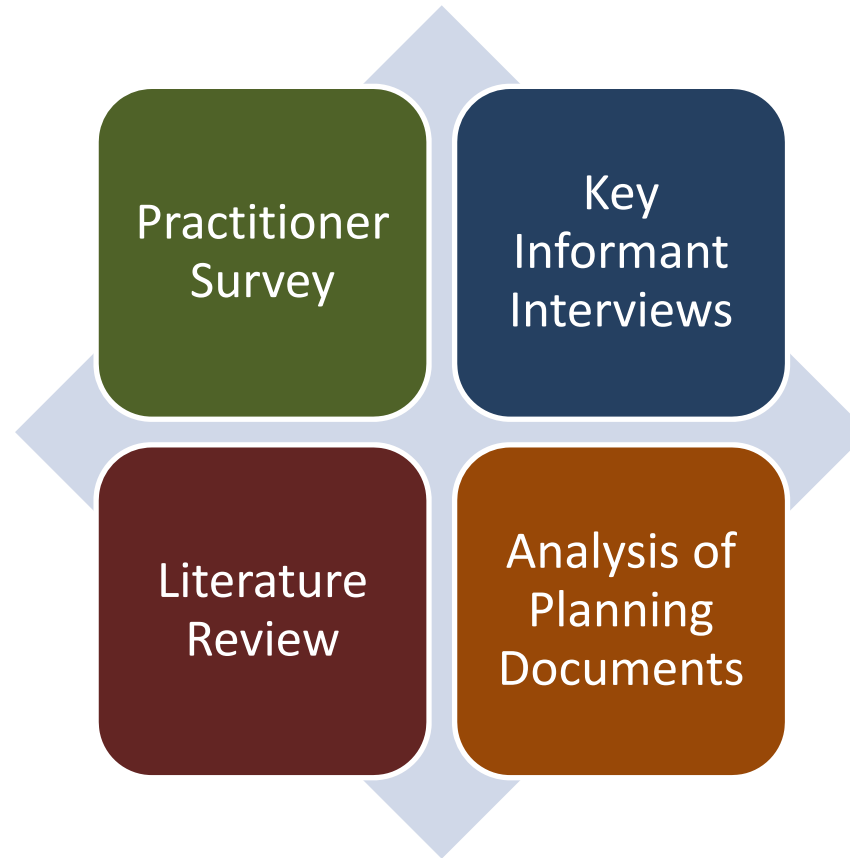 Practitioner
Survey
Key
Informant
Interviews
Literature
Review
Analysis of
Planning
Documents